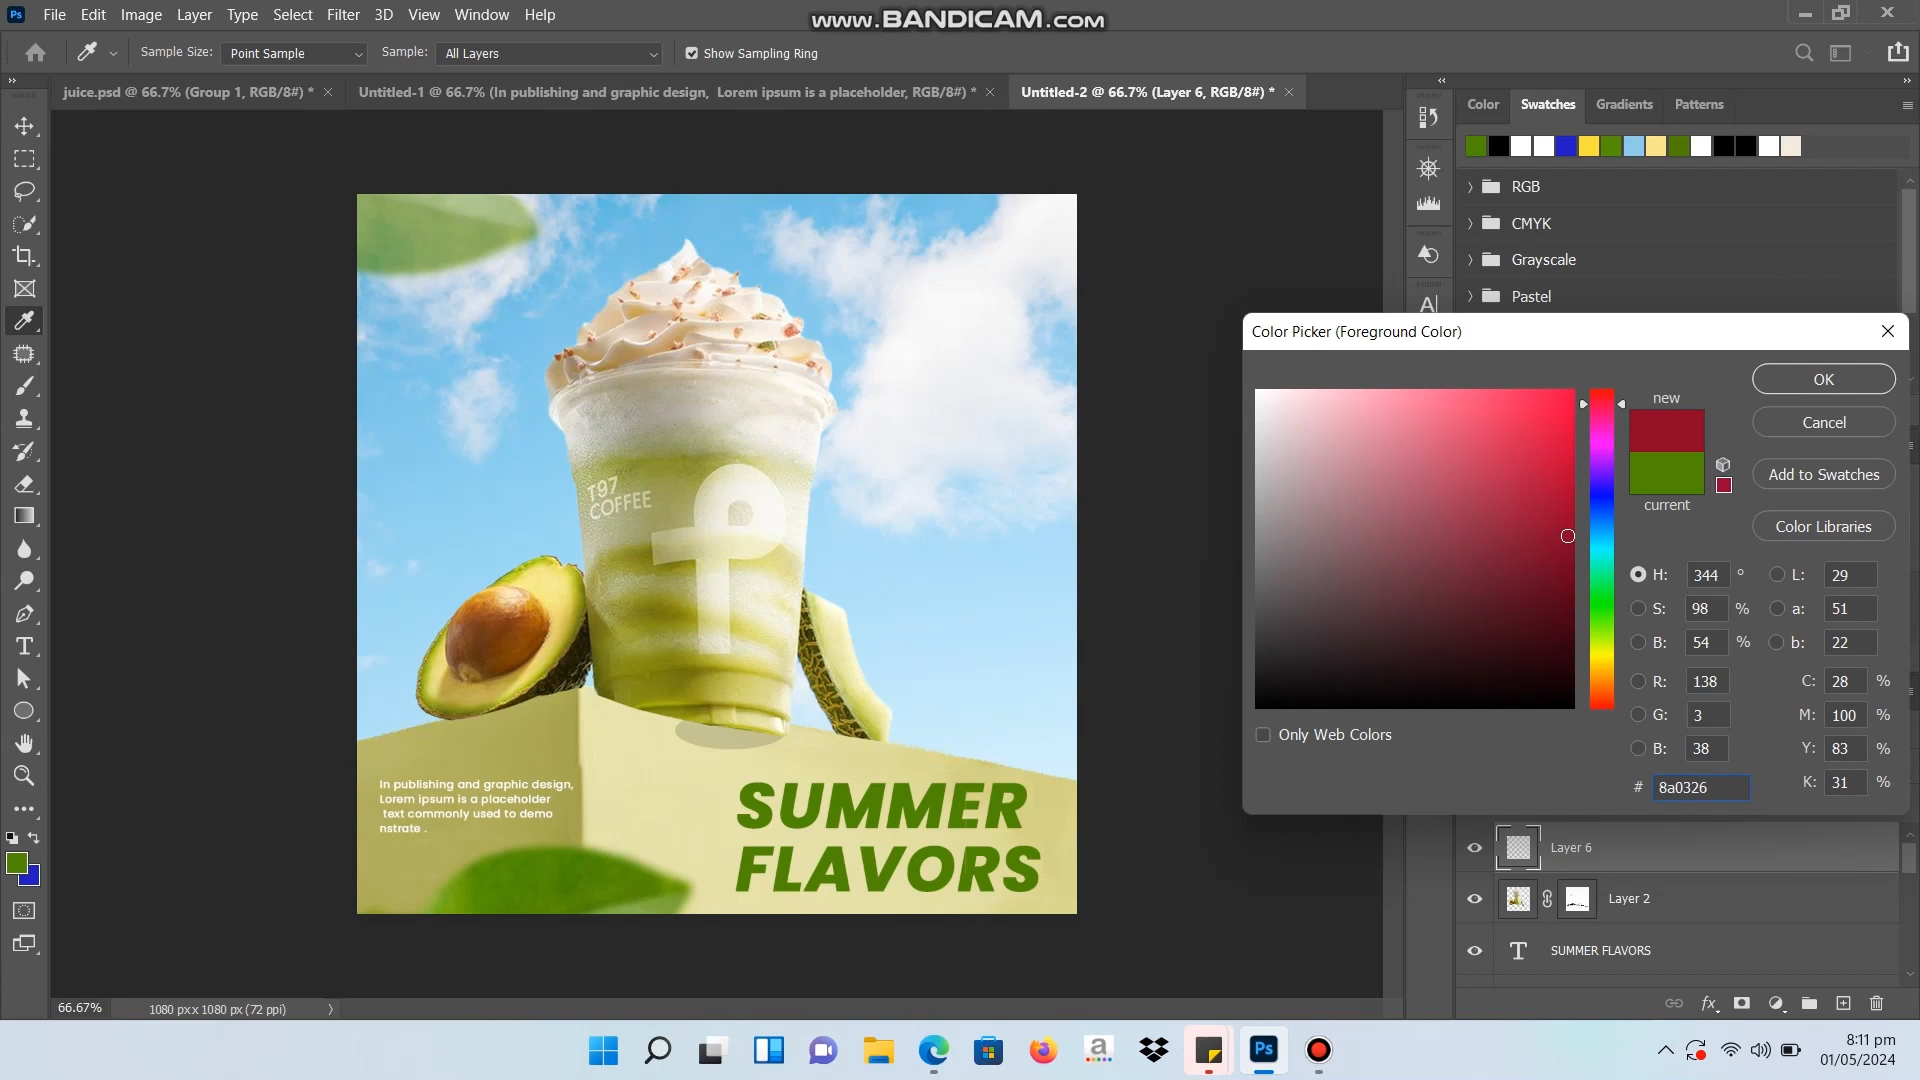 www.BANDICAM.com
Ps File Edit Image Layer Type Select Filter 3D View Window Help
Sample Size: Point Sample Sample: All Layers Show Sampling Ring
juice.psd @ 66.7% (Group 1, RGB/8#) *
Untitled-1 @ 66.7% (In publishing and graphic design, Lorem ipsum is a placeholder, RGB/8#) *
Untitled-2 @ 66.7% (Layer 6, RGB/8#) *
Color Swatches Gradients Patterns
RGB
CMYK
Grayscale
Pastel
T97
COFFEE
In publishing and graphic design,
Lorem ipsum is a placeholder
text commonly used to demo
nstrate .
SUMMER
FLAVORS
Color Picker (Foreground Color)
new
current
OK
Cancel
Add to Swatches
Color Libraries
H: 344 ° L: 29
S: 98 % a: 51
B: 54 % b: 22
R: 138 C: 28 %
G: 3 M: 100 %
B: 38 Y: 83 %
# 8a0326 K: 31 %
Only Web Colors
Layer 6
Layer 2
SUMMER FLAVORS
66.67% 1080 px x 1080 px (72 ppi)
8:11 pm
01/05/2024